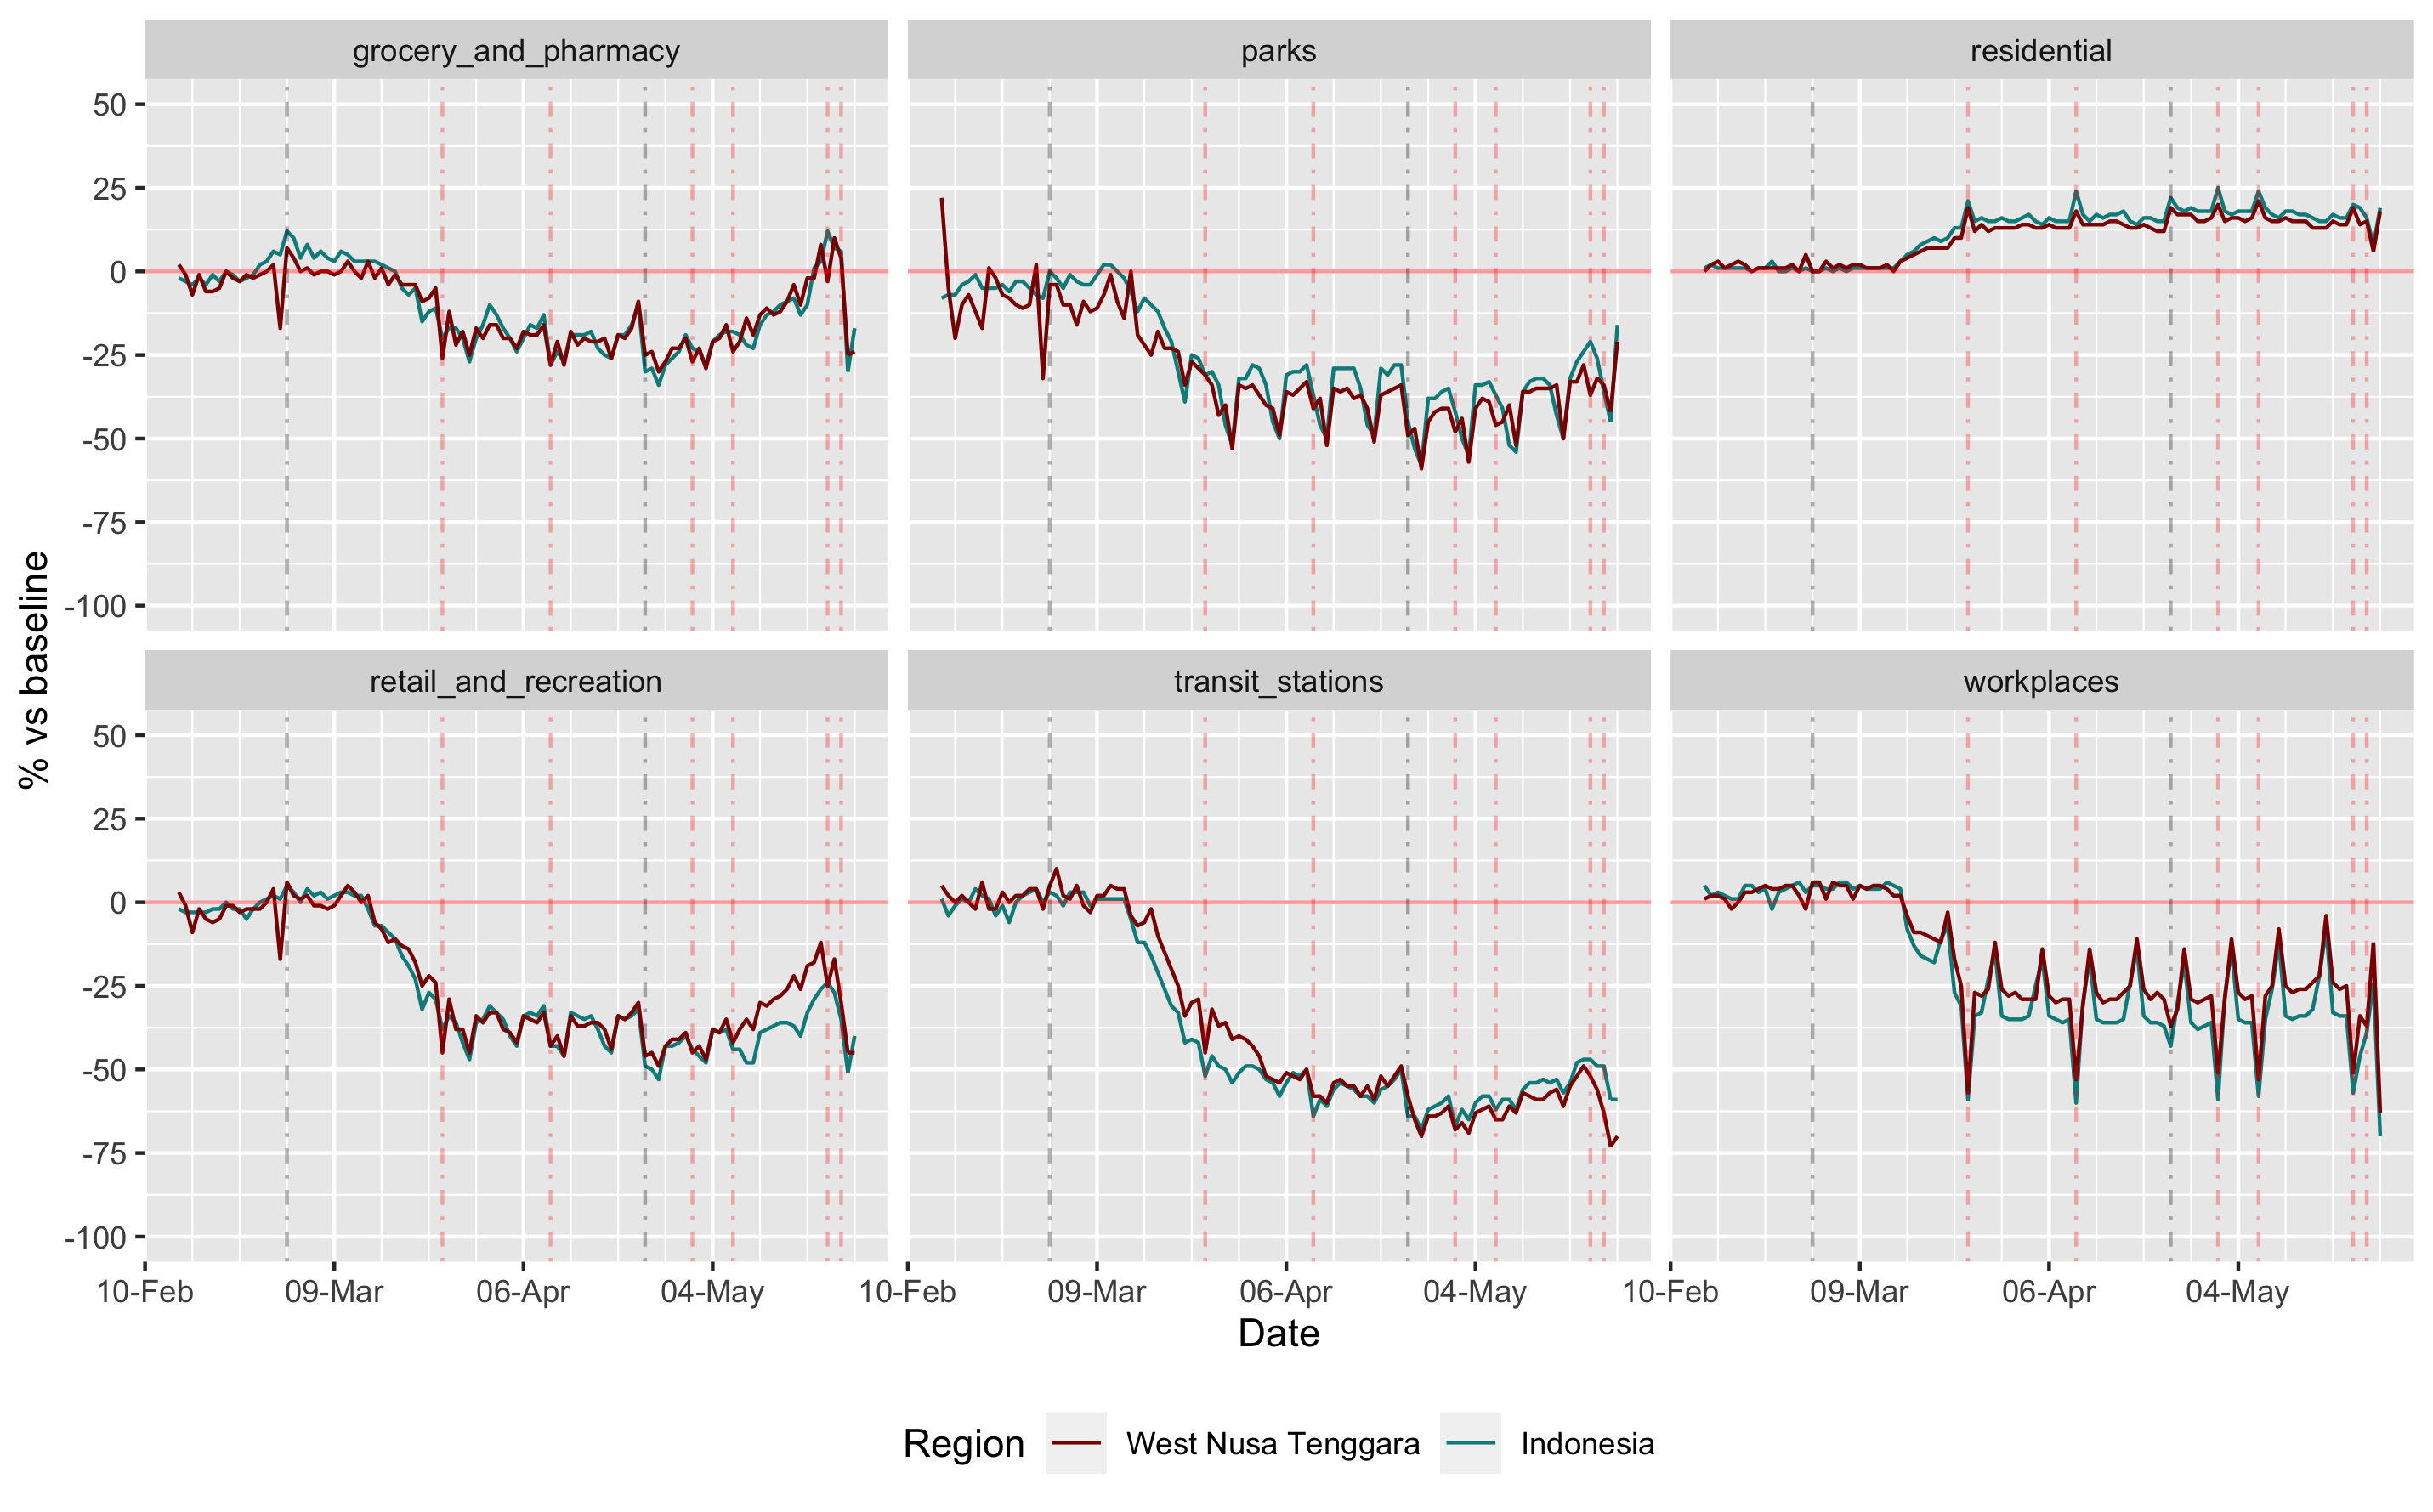 grocery_and_pharmacy parks residential
50
25
0
-25
-50
-75
-100
% vs baseline
retail_and_recreation transit_stations workplaces
50
25
0
-25
-50
-75
-100
10-Feb 09-Mar 06-Apr 04-May 10-Feb 09-Mar 06-Apr 04-May 10-Feb 09-Mar 06-Apr 04-May
Date
Region West Nusa Tenggara Indonesia